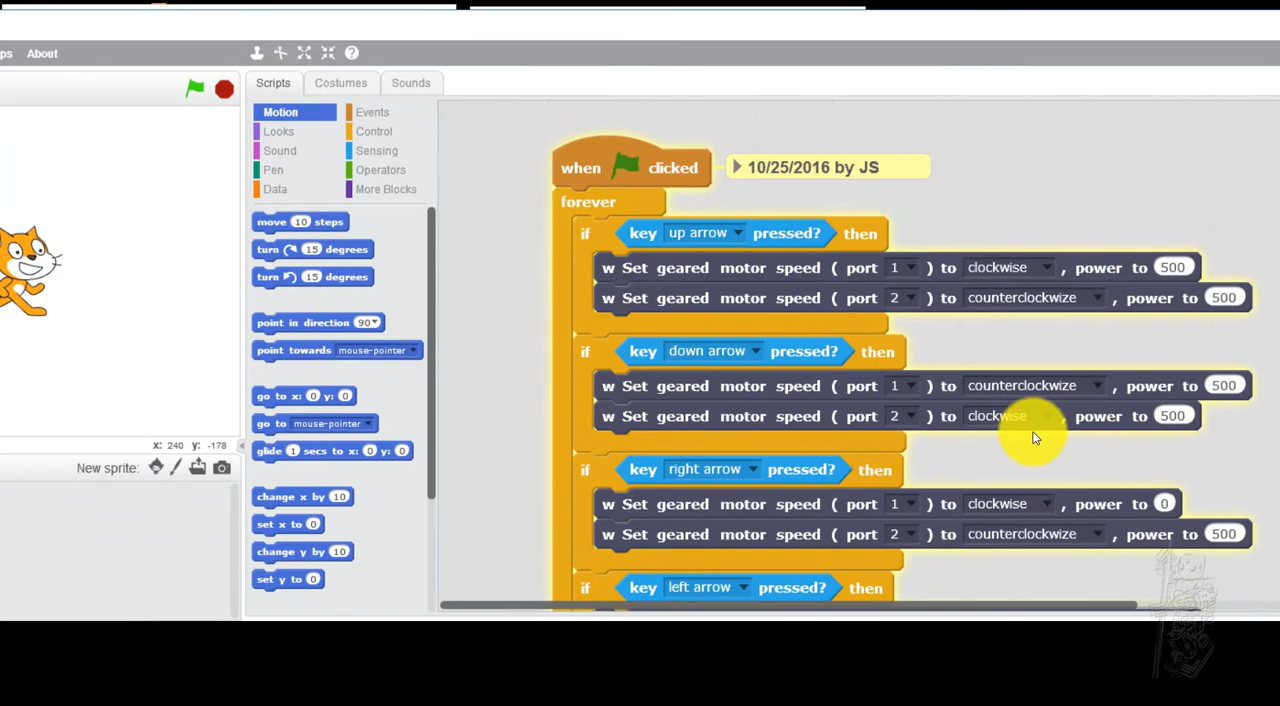 ps About
Scripts Costumes Sounds
Motion Events
Looks Control
Sound Sensing
Pen Operators
Data More Blocks
move 10 steps
turn 15 degrees
turn 15 degrees
point in direction 90
point towards mouse-pointer
go to x: 0 y: 0
go to mouse-pointer
glide 1 secs to x: 0 y: 0
change x by 10
set x to 0
change y by 10
set y to 0
x: 240 y: -178
New sprite:
when clicked
10/25/2016 by JS
forever
if key up arrow pressed? then
w Set geared motor speed ( port 1 ) to clockwise , power to 500
w Set geared motor speed ( port 2 ) to counterclockwize , power to 500
if key down arrow pressed? then
w Set geared motor speed ( port 1 ) to counterclockwize , power to 500
w Set geared motor speed ( port 2 ) to clockwise , power to 500
if key right arrow pressed? then
w Set geared motor speed ( port 1 ) to clockwise , power to 0
w Set geared motor speed ( port 2 ) to counterclockwize , power to 500
if key left arrow pressed? then